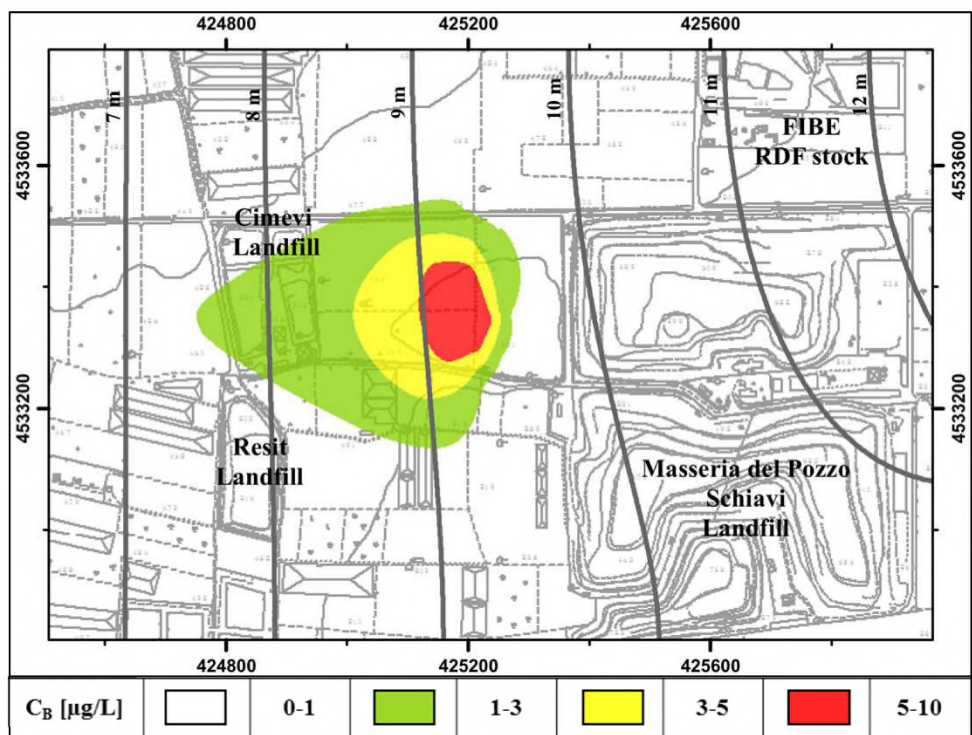 424800 425200 425600
7 m
8 m
9 m
10 m
11 m
12 m
FIBE
RDF stock
4533600
4533600
Cimevi
Landfill
4533200
4533200
Resit
Landfill
Masseria del Pozzo
Schiavi
Landfill
424800 425200 425600
C_B [µg/L] 0-1 1-3 3-5 5-10